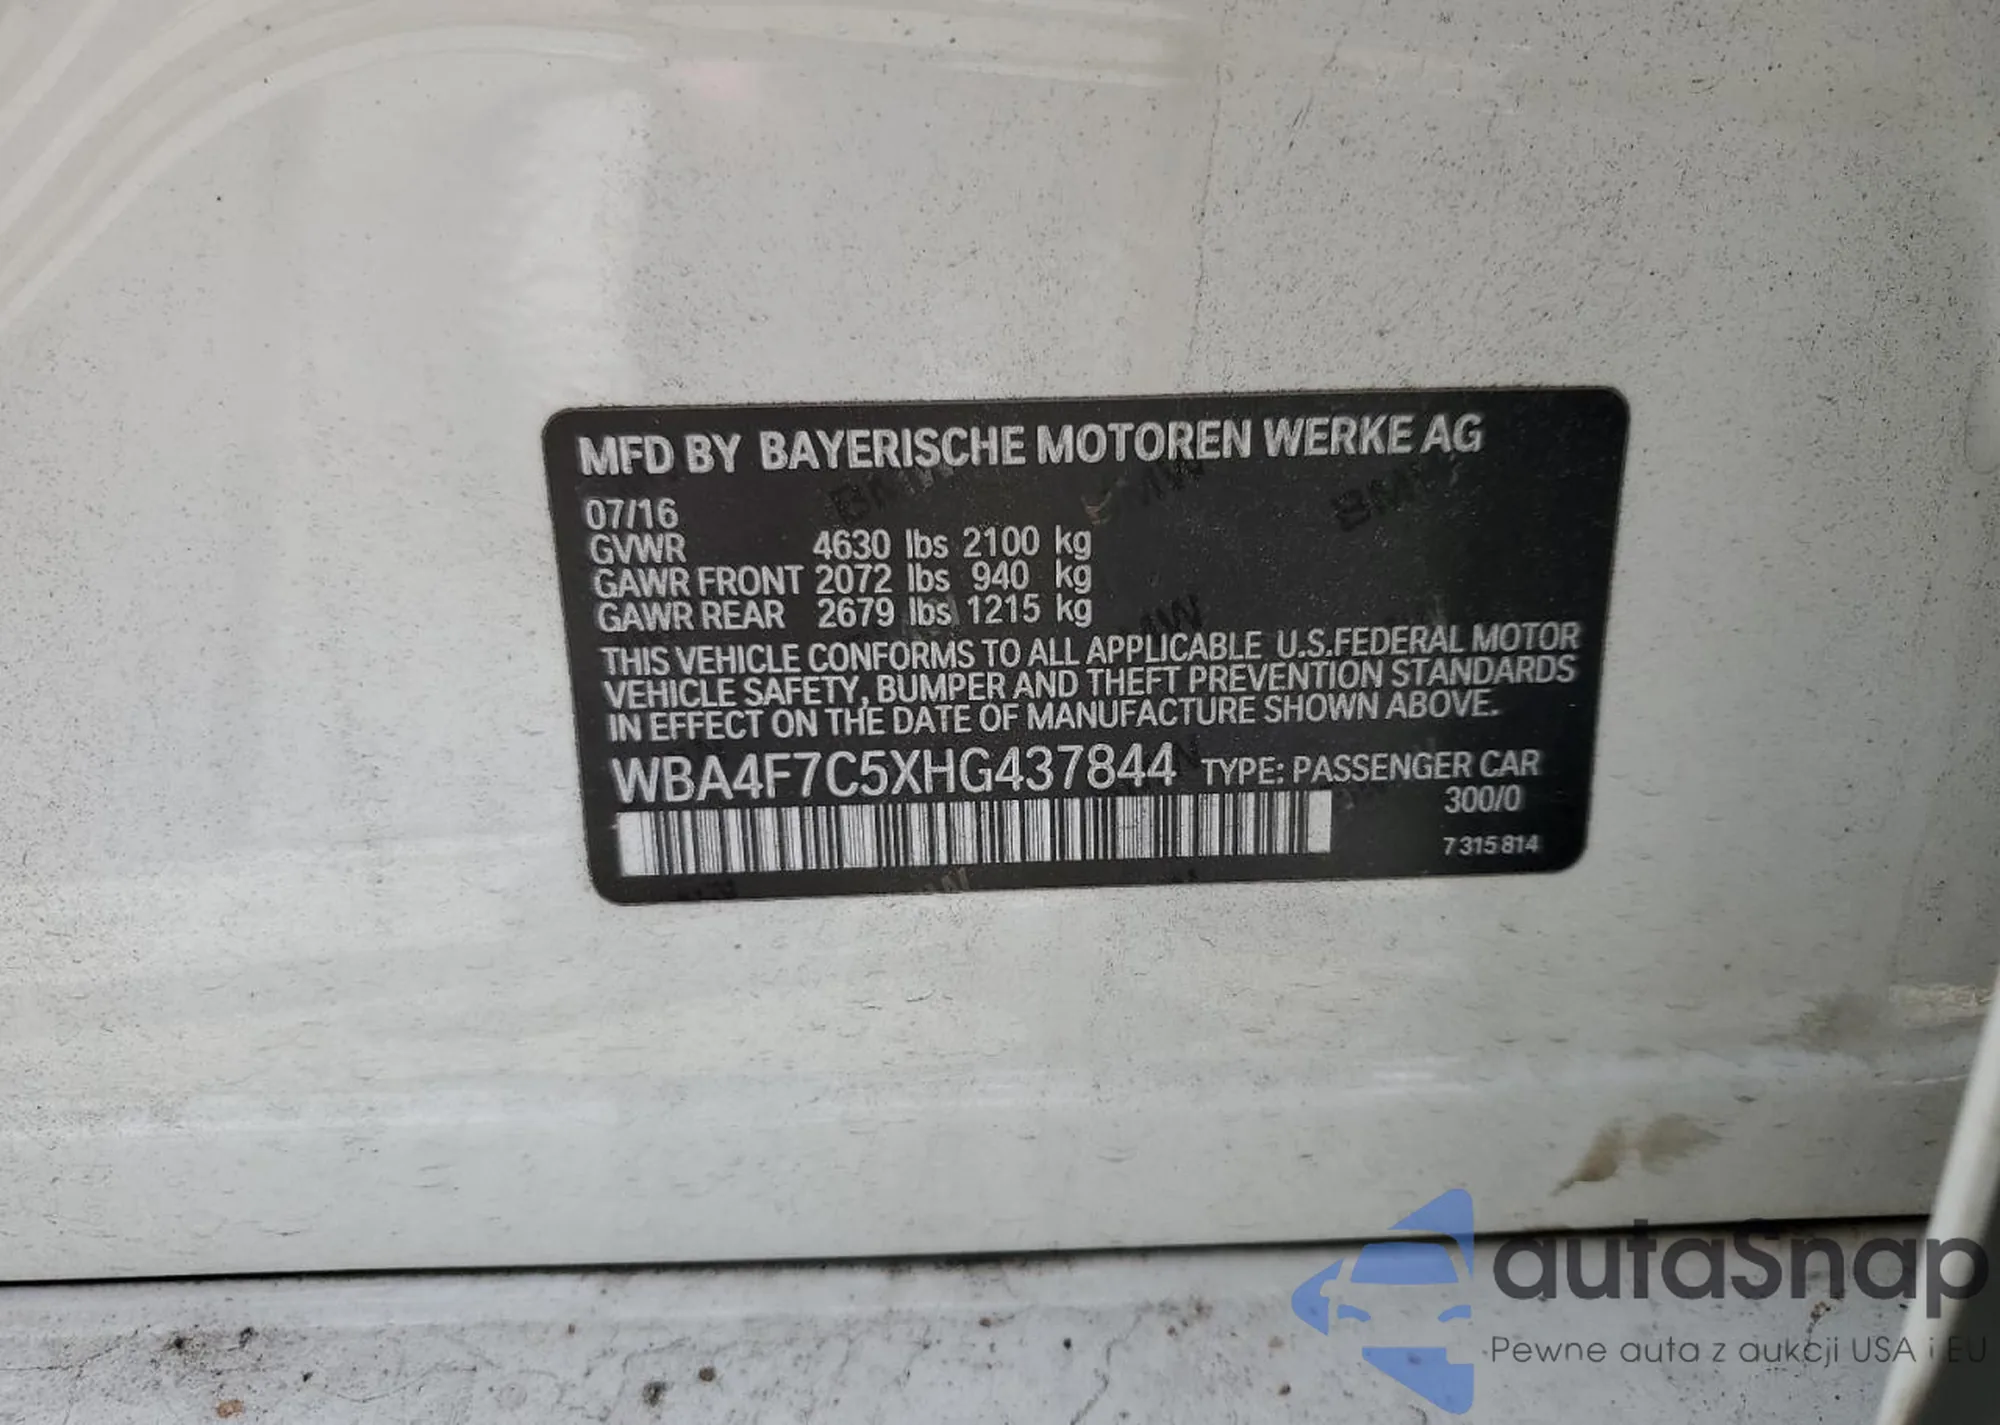 MFD BY BAYERISCHE MOTOREN WERKE AG
07/16
GVWR 4630 lbs 2100 kg
GAWR FRONT 2072 lbs 940 kg
GAWR REAR 2679 lbs 1215 kg
THIS VEHICLE CONFORMS TO ALL APPLICABLE U.S.FEDERAL MOTOR
VEHICLE SAFETY, BUMPER AND THEFT PREVENTION STANDARDS
IN EFFECT ON THE DATE OF MANUFACTURE SHOWN ABOVE.
WBA4F7C5XHG437844 TYPE: PASSENGER CAR
300/0
7 315 814
autaSnap
Pewne auta z aukcji USA i EU